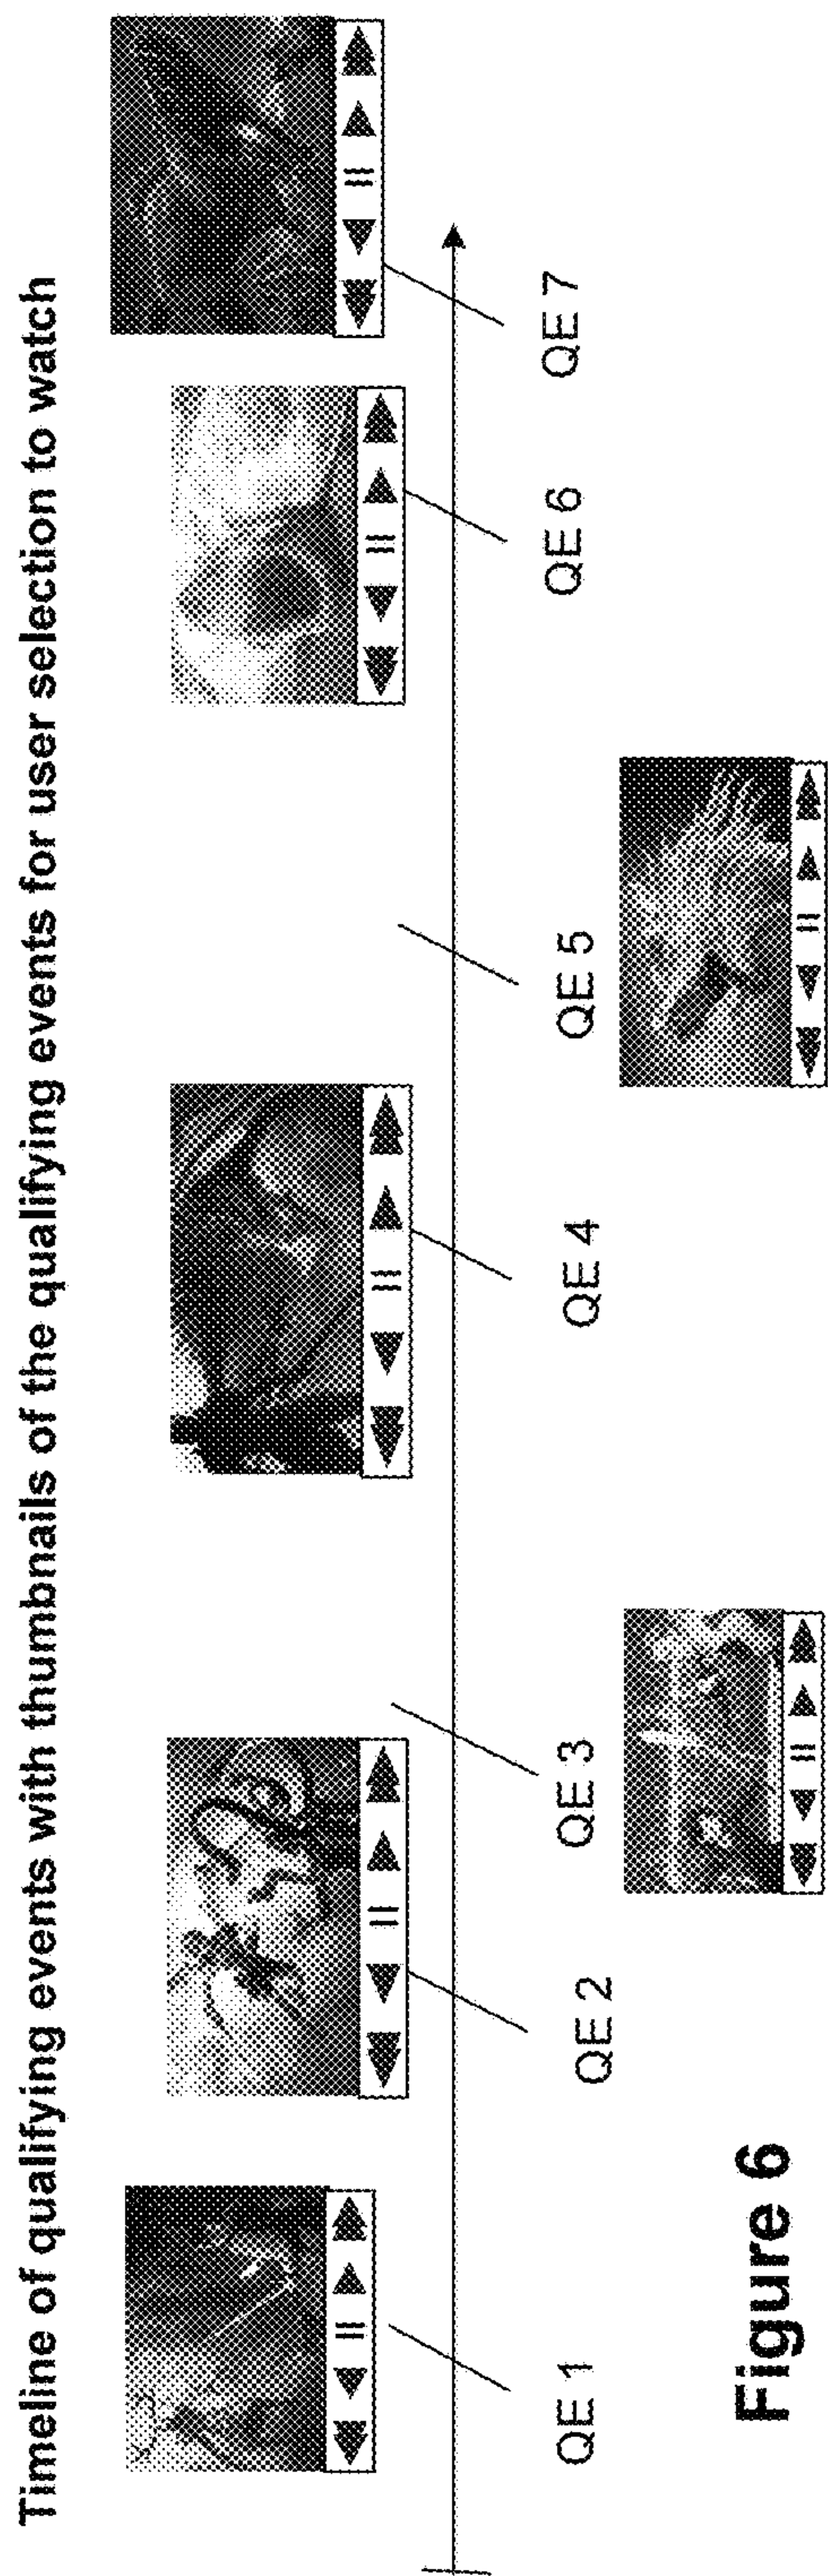 Timeline of qualifying events with thumbnails of the qualifying events for user selection to watch
QE 1
QE 2
QE 3
QE 4
QE 5
QE 6
QE 7
Figure 6